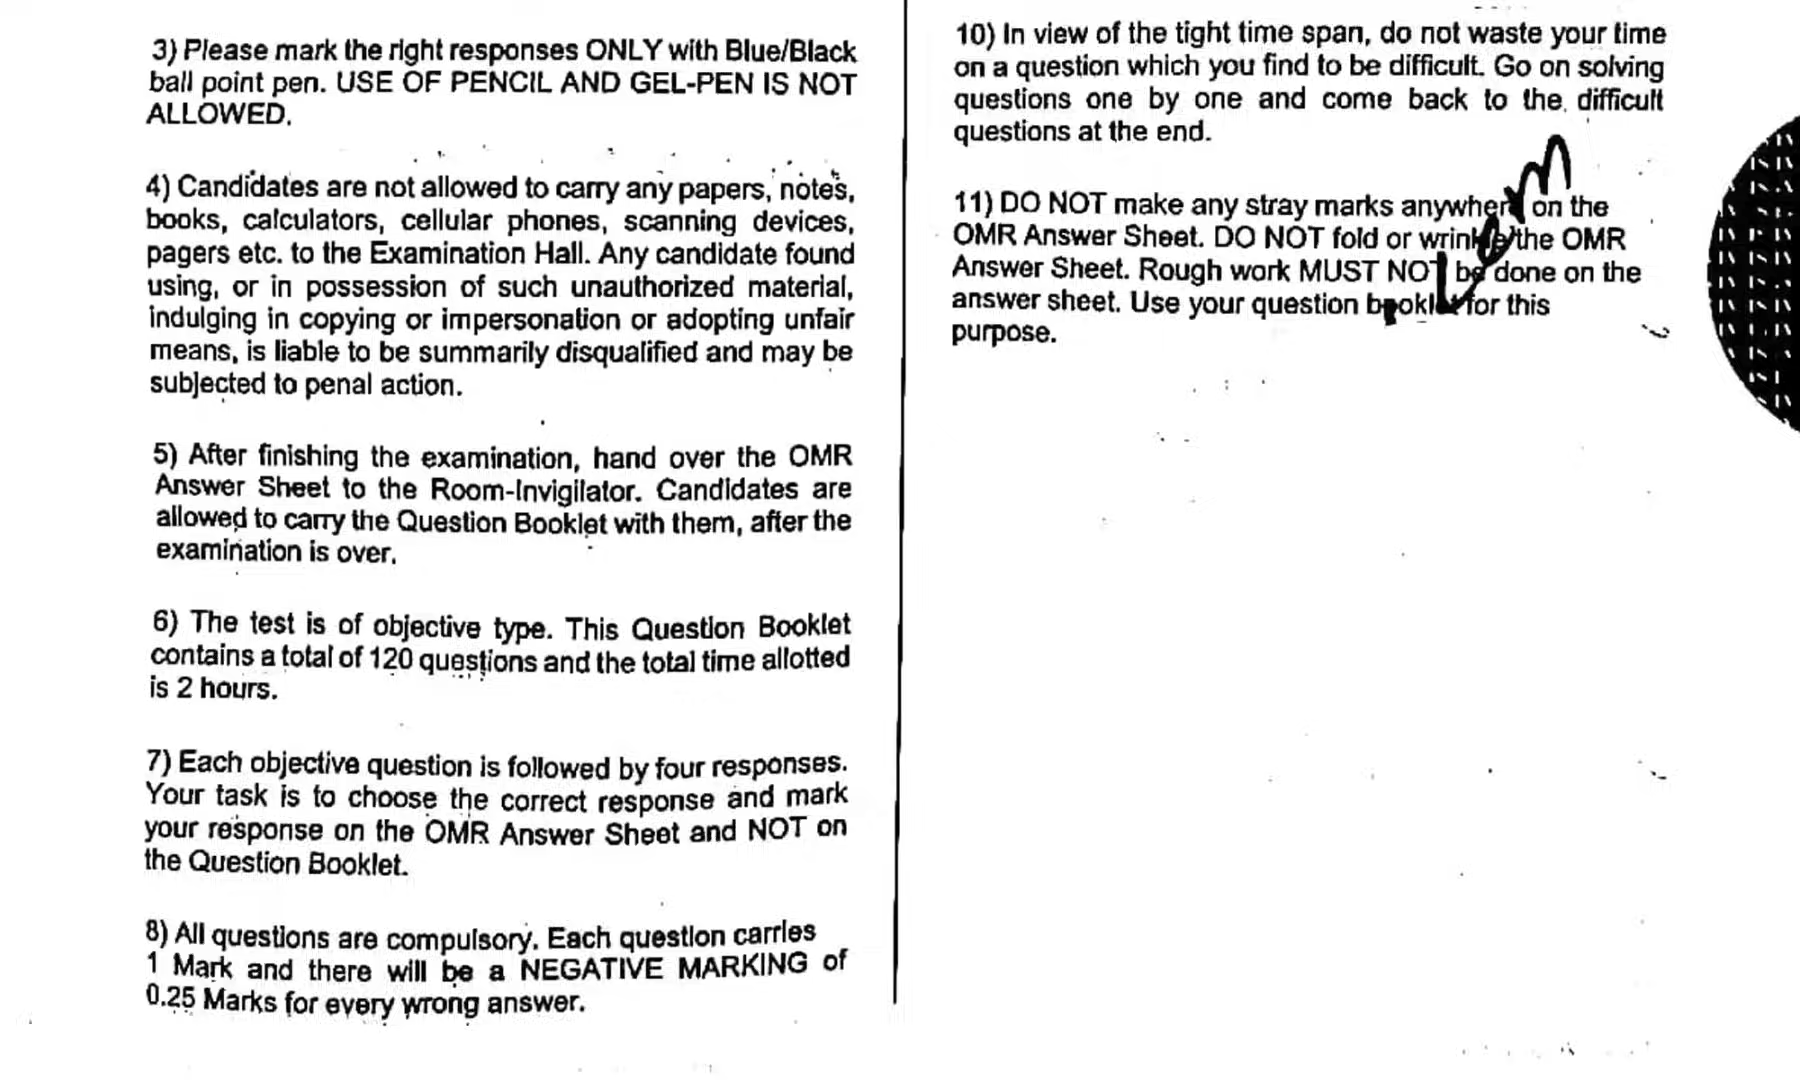 3) Please mark the right responses ONLY with Blue/Black
ball point pen. USE OF PENCIL AND GEL-PEN IS NOT
ALLOWED.
4) Candidates are not allowed to carry any papers, notes,
books, calculators, cellular phones, scanning devices,
pagers etc. to the Examination Hall. Any candidate found
using, or in possession of such unauthorized material,
indulging in copying or impersonation or adopting unfair
means, is liable to be summarily disqualified and may be
subjected to penal action.
5) After finishing the examination, hand over the OMR
Answer Sheet to the Room-Invigilator. Candidates are
allowed to carry the Question Booklet with them, after the
examination is over.
6) The test is of objective type. This Question Booklet
contains a total of 120 questions and the total time allotted
is 2 hours.
7) Each objective question is followed by four responses.
Your task is to choose the correct response and mark
your response on the OMR Answer Sheet and NOT on
the Question Booklet.
8) All questions are compulsory. Each question carries
1 Mark and there will be a NEGATIVE MARKING of
0.25 Marks for every wrong answer.
10) In view of the tight time span, do not waste your time
on a question which you find to be difficult. Go on solving
questions one by one and come back to the difficult
questions at the end.
11) DO NOT make any stray marks anywhere on the
OMR Answer Sheet. DO NOT fold or wrinkle the OMR
Answer Sheet. Rough work MUST NOT be done on the
answer sheet. Use your question booklet for this
purpose.